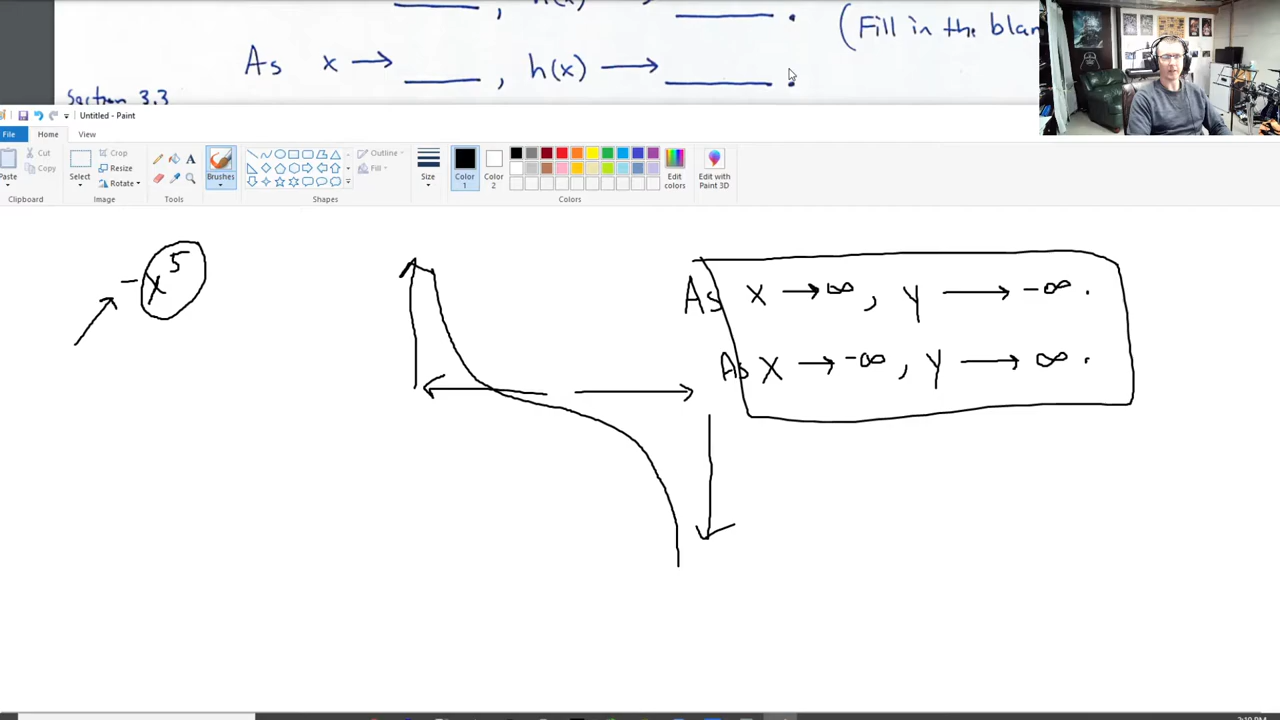 ___, h(x) ___.
(Fill in the blan
As x → ___, h(x) → ___.
Section 3.3
Untitled - Paint
File Home View
Cut
Copy
Paste
Clipboard
Select
Crop
Resize
Rotate
Image
Tools
Brushes
Shapes
Outline
Fill
Size
Color 1
Color 2
Edit colors
Colors
Edit with Paint 3D
-x⁵
As x → ∞, y → -∞.
As x → -∞, y → ∞.